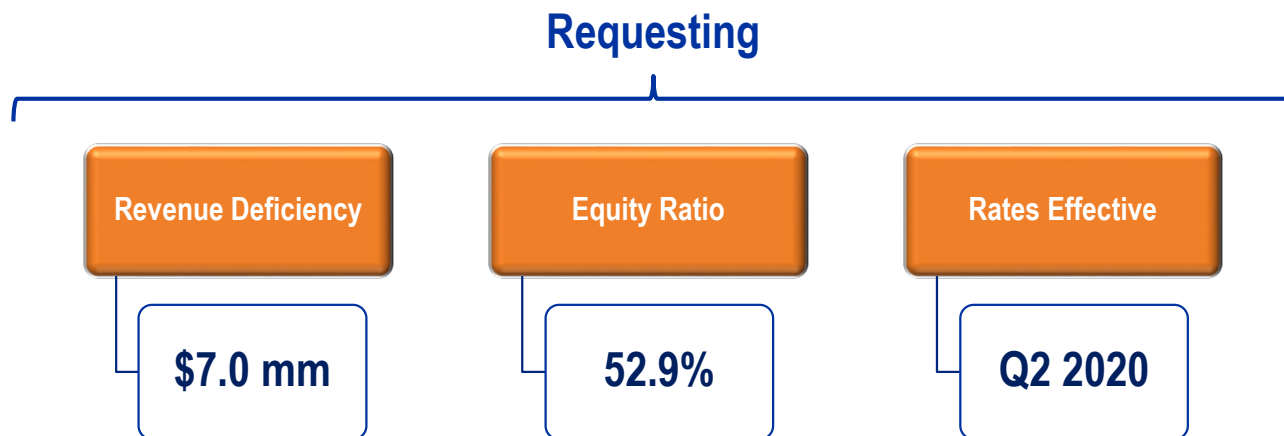 Requesting
Revenue Deficiency
Equity Ratio
Rates Effective
$7.0 mm
52.9%
Q2 2020